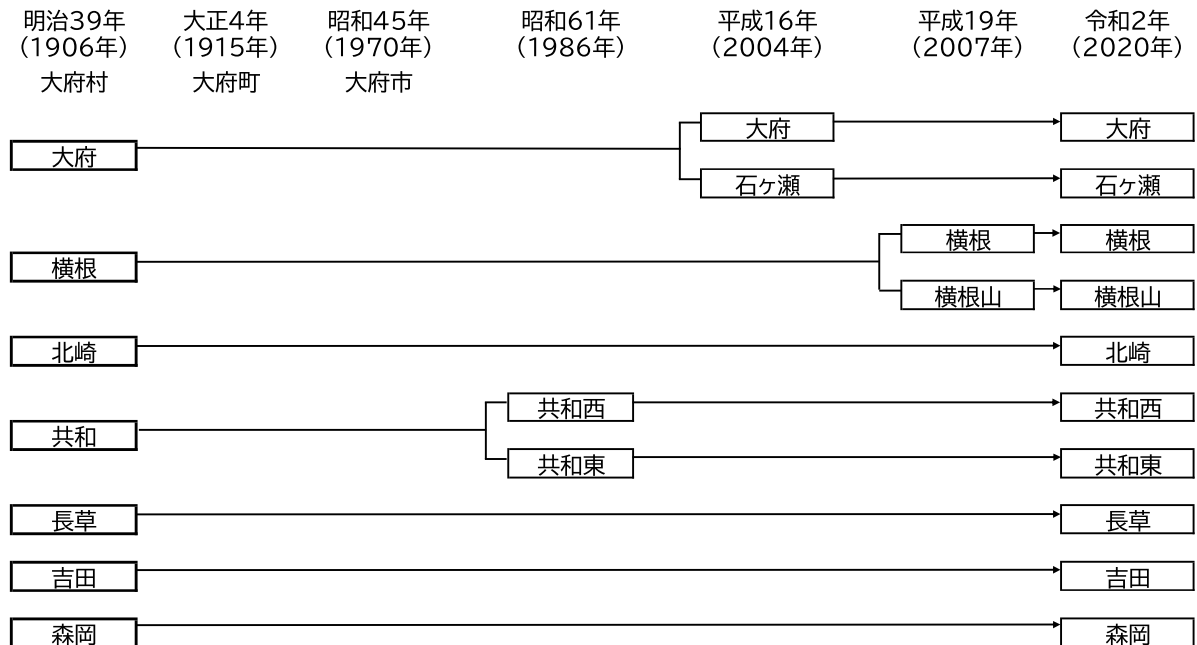 明治39年 大正4年 昭和45年 昭和61年 平成16年 平成19年 令和2年
（1906年） （1915年） （1970年） （1986年） （2004年） （2007年） （2020年）
大府村 大府町 大府市
大府 大府
大府
石ヶ瀬 石ヶ瀬
横根 横根
横根
横根山 横根山
北崎 北崎
共和西 共和西
共和
共和東 共和東
長草 長草
吉田 吉田
森岡 森岡